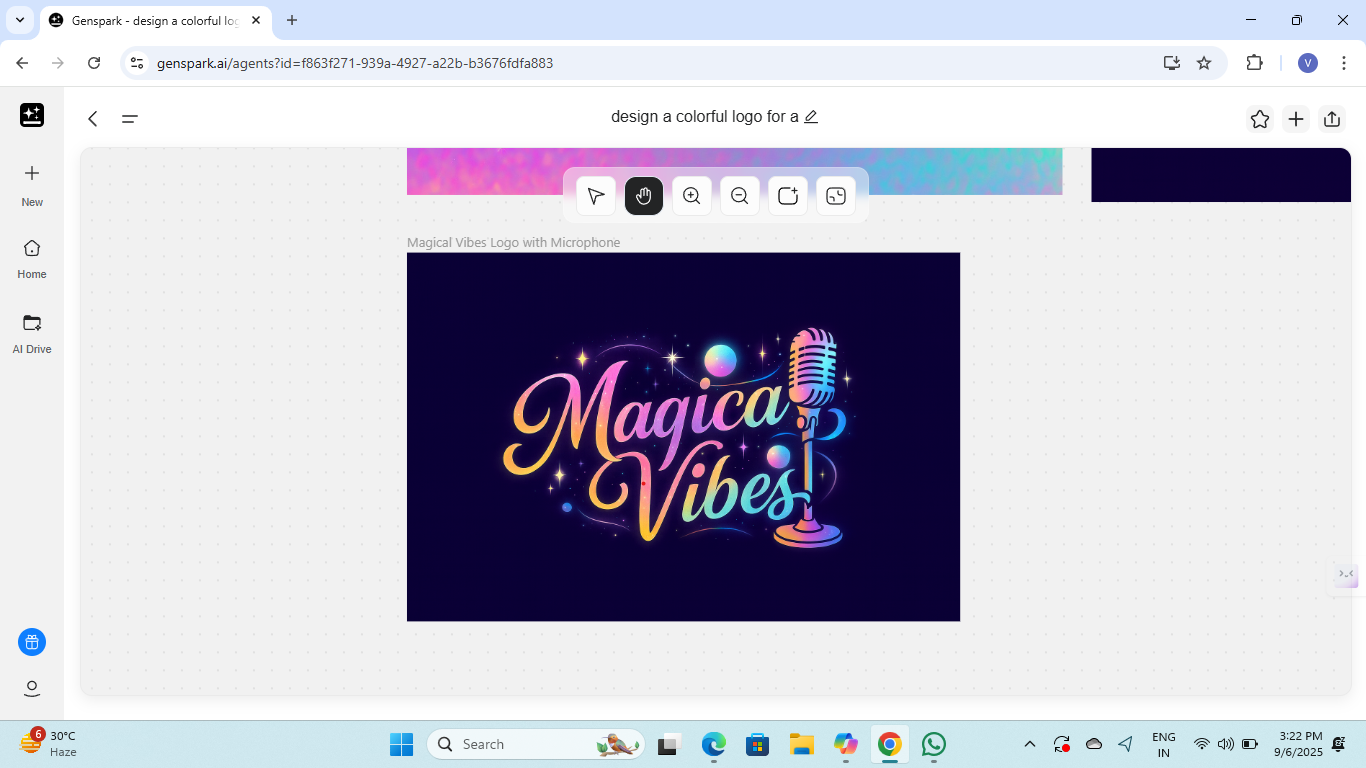 Genspark - design a colorful log
genspark.ai/agents?id=f863f271-939a-4927-a22b-b3676fdfa883
V
design a colorful logo for a
New
Home
AI Drive
Magical Vibes Logo with Microphone
Magica
Vibes
6
30°C
Haze
Search
ENG
IN
3:22 PM
9/6/2025